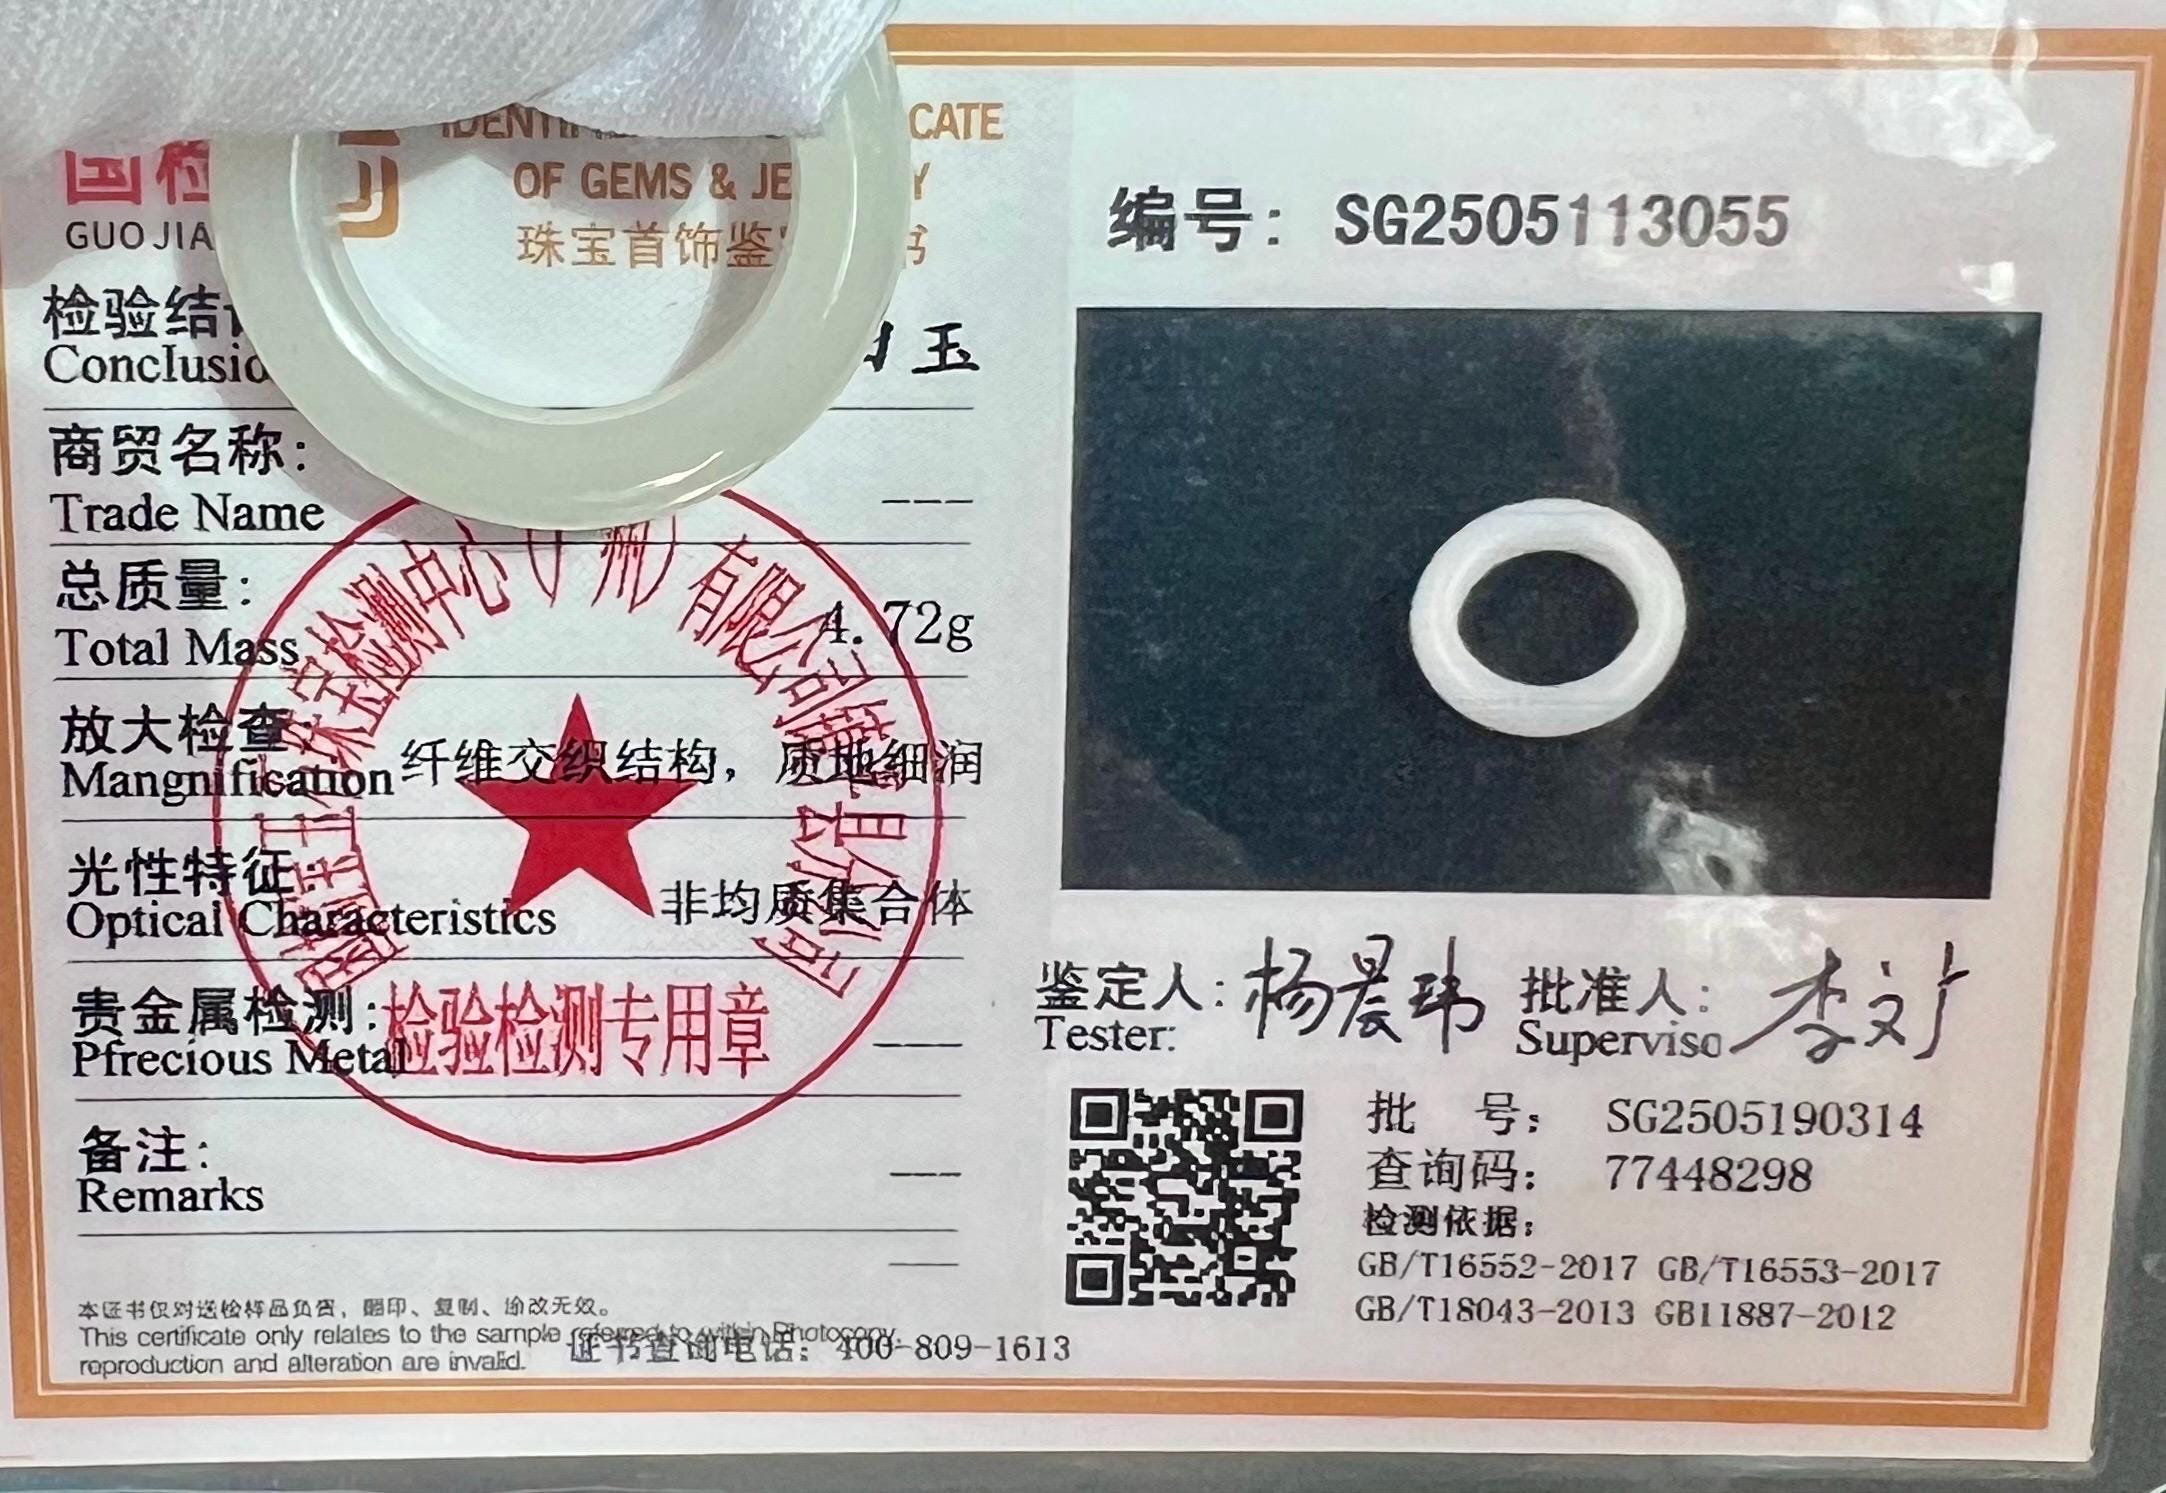 OF GEMS & JE
珠宝首饰鉴
国检
GUO JIA
编号: SG2505113055
检验结
玉
商贸名称:
Trade Name
---
总质量:
Total Mass
4.72g
放大检查:
Mangnification
纤维交织结构，质地细润
光性特征:
Optical Characteristics
非均质集合体
贵金属检测:
Pfrecious Metal
---
备注:
Remarks
---
检验检测专用章
本证书仅对送检样品负责，翻印、复制、涂改无效。
This certificate only relates to the sample referred to within Photocopy,
reproduction and alteration are invalid.
证书查询电话: 400-809-1613
鉴定人: 杨晨玮 批准人:
Tester: Superviso
批 号: SG2505190314
查询码: 77448298
检测依据:
GB/T16552-2017 GB/T16553-2017
GB/T18043-2013 GB11887-2012